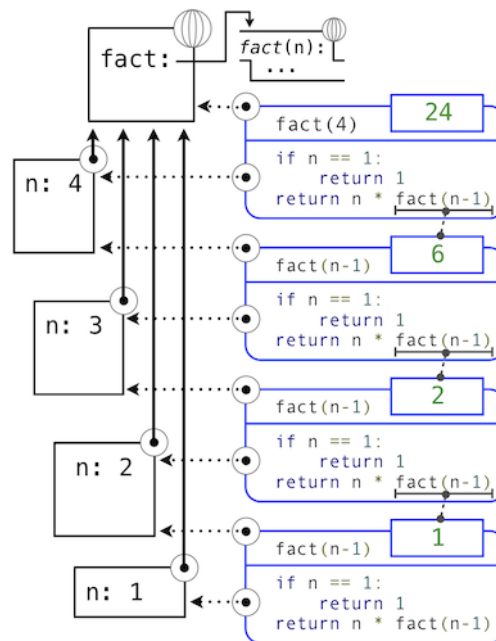 fact:
fact(n):
...
24
fact(4)
n: 4
if n == 1:
return 1
return n * fact(n-1)
6
fact(n-1)
n: 3
if n == 1:
return 1
return n * fact(n-1)
2
fact(n-1)
n: 2
if n == 1:
return 1
return n * fact(n-1)
1
fact(n-1)
n: 1
if n == 1:
return 1
return n * fact(n-1)